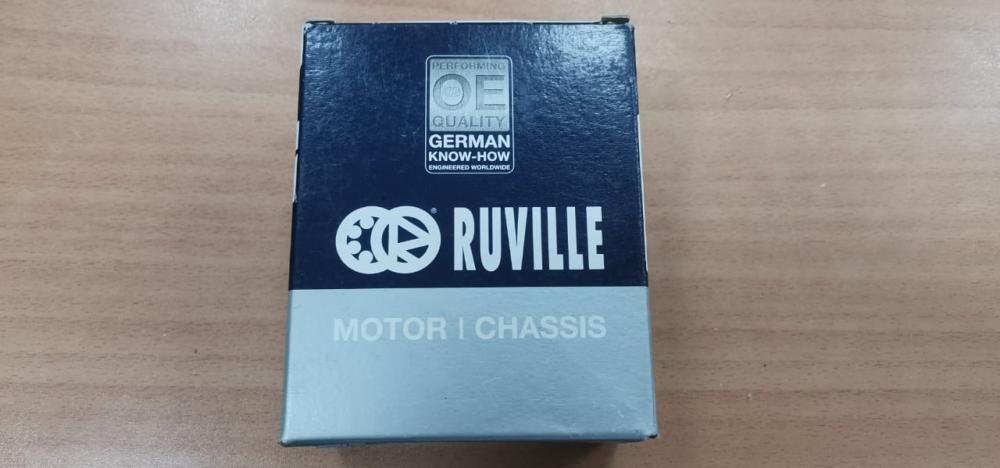 PERFORMING
OE
QUALITY
GERMAN
KNOW-HOW
ENGINEERED WORLDWIDE
® RUVILLE
MOTOR | CHASSIS